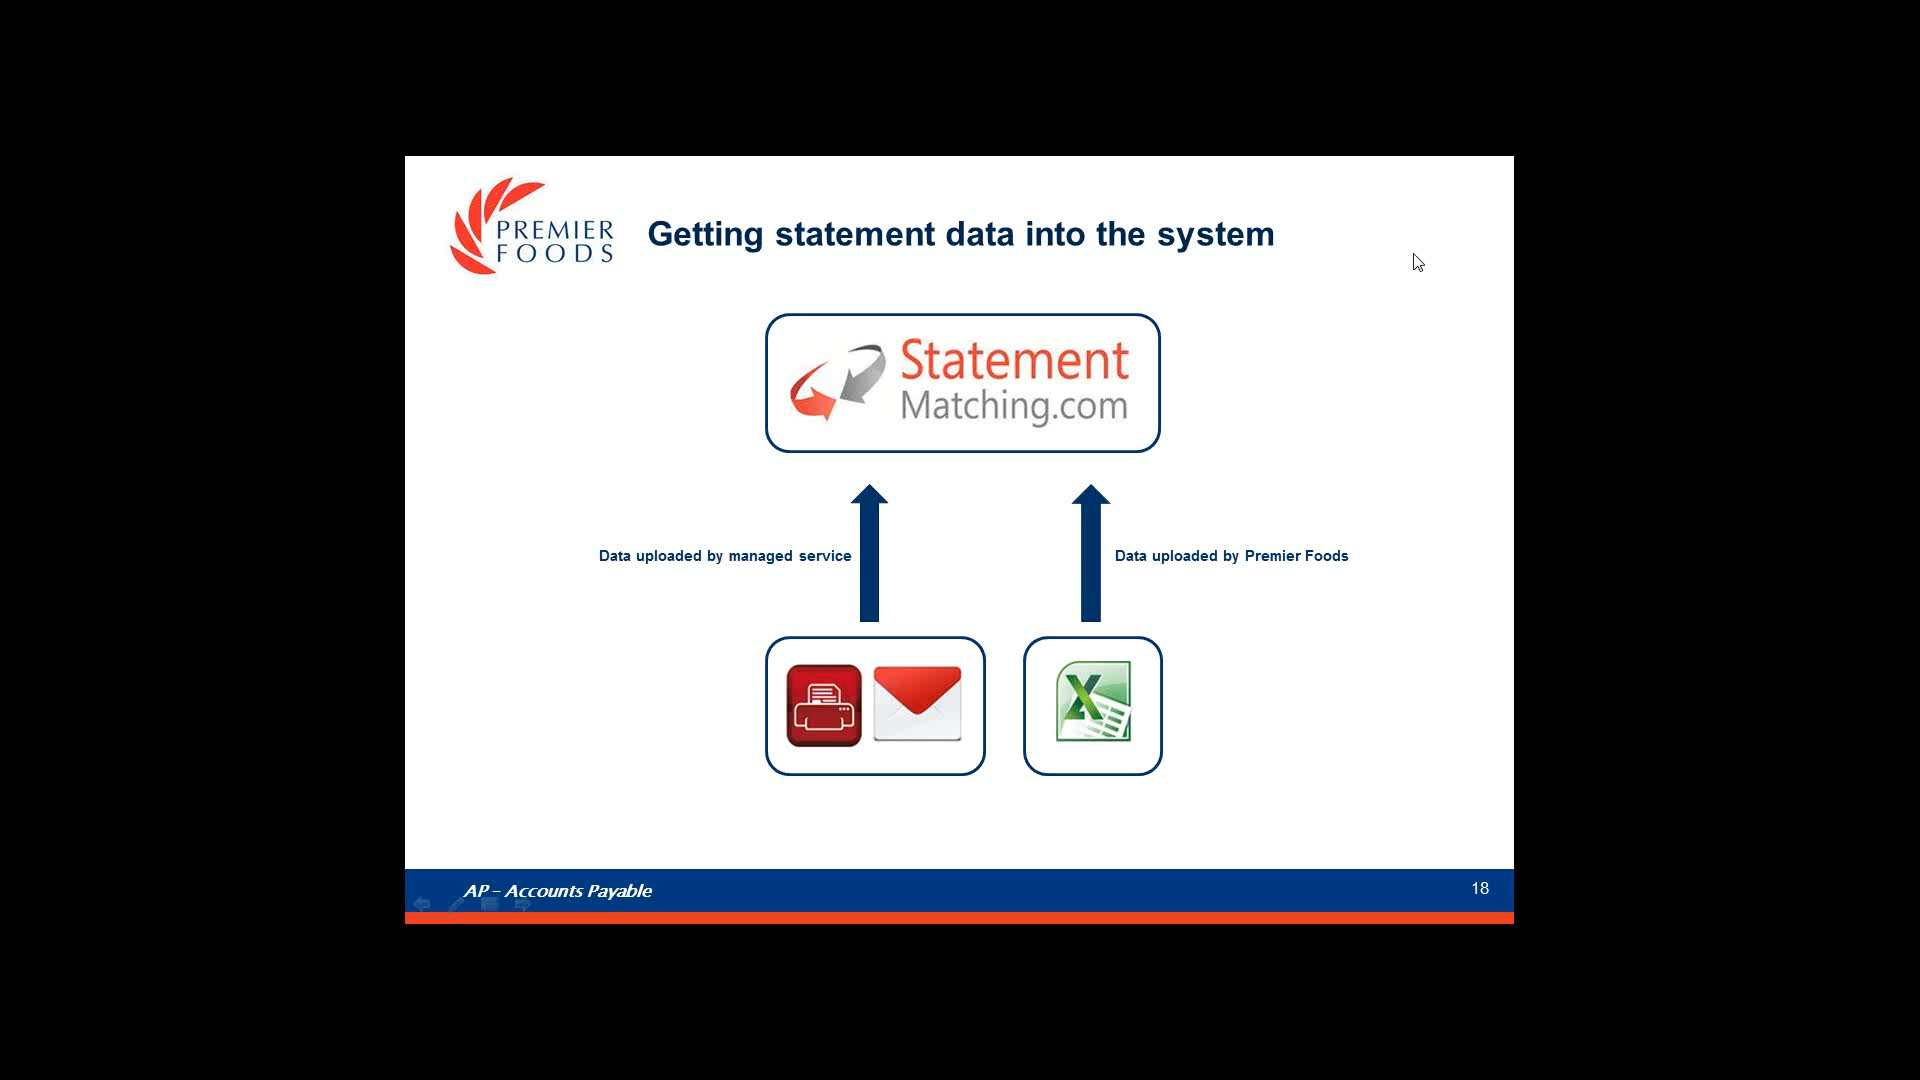 PREMIER
FOODS
Getting statement data into the system
Statement
Matching.com
Data uploaded by managed service
Data uploaded by Premier Foods
X
AP – Accounts Payable
18